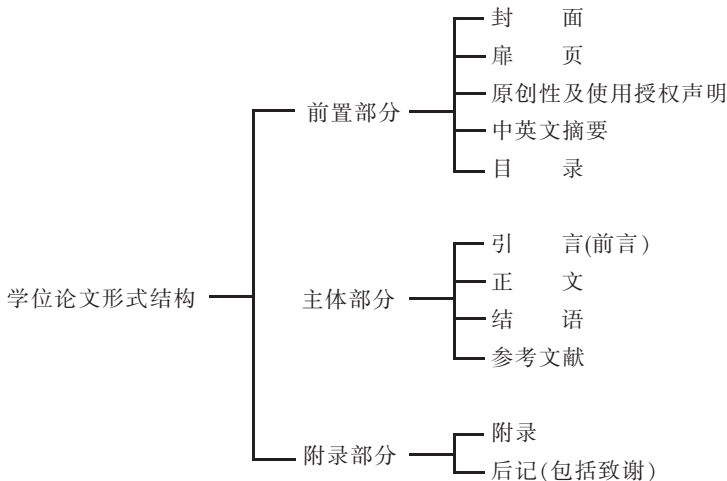 封 面
扉 页
原创性及使用授权声明
前置部分
中英文摘要
目 录
引 言(前言)
正 文
学位论文形式结构
主体部分
结 语
参考文献
附录
附录部分
后记(包括致谢)